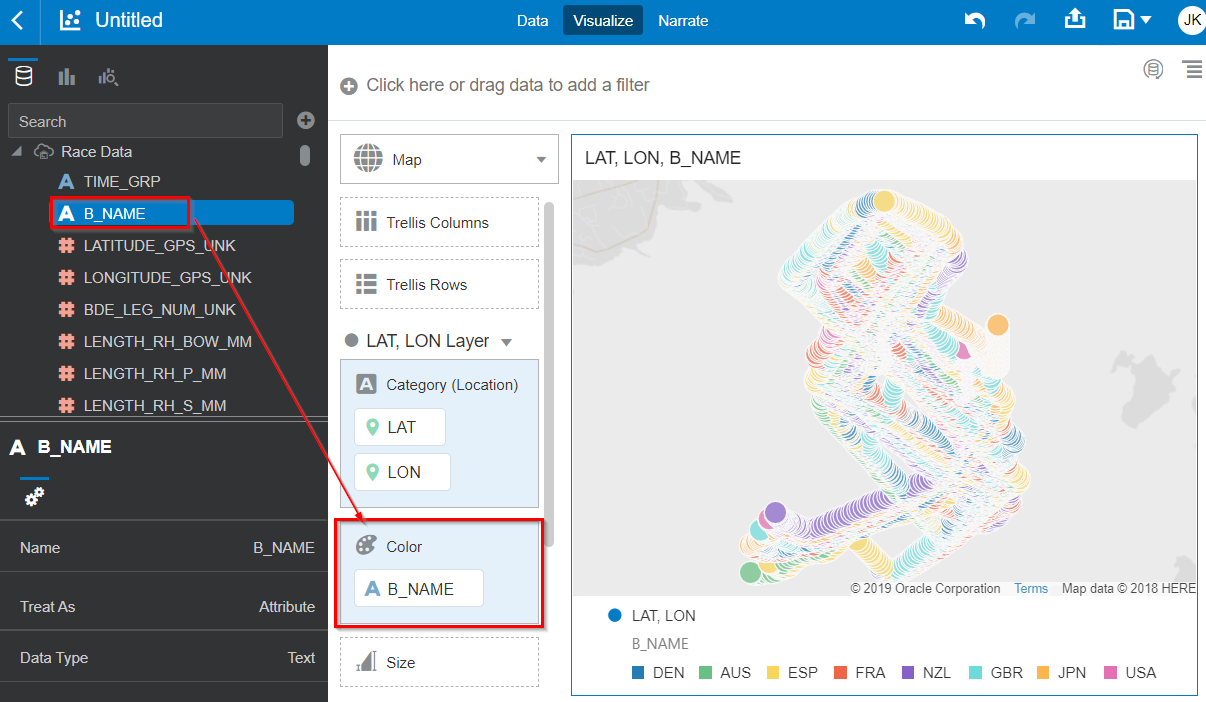 Untitled
Data Visualize Narrate
JK
Click here or drag data to add a filter
Search
Race Data
A TIME_GRP
A B_NAME
# LATITUDE_GPS_UNK
# LONGITUDE_GPS_UNK
# BDE_LEG_NUM_UNK
# LENGTH_RH_BOW_MM
# LENGTH_RH_P_MM
# LENGTH_RH_S_MM
A B_NAME
Name B_NAME
Treat As Attribute
Data Type Text
Map
Trellis Columns
Trellis Rows
LAT, LON Layer
A Category (Location)
LAT
LON
Color
A B_NAME
Size
LAT, LON, B_NAME
© 2019 Oracle Corporation Terms Map data © 2018 HERE
LAT, LON
B_NAME
DEN AUS ESP FRA NZL GBR JPN USA